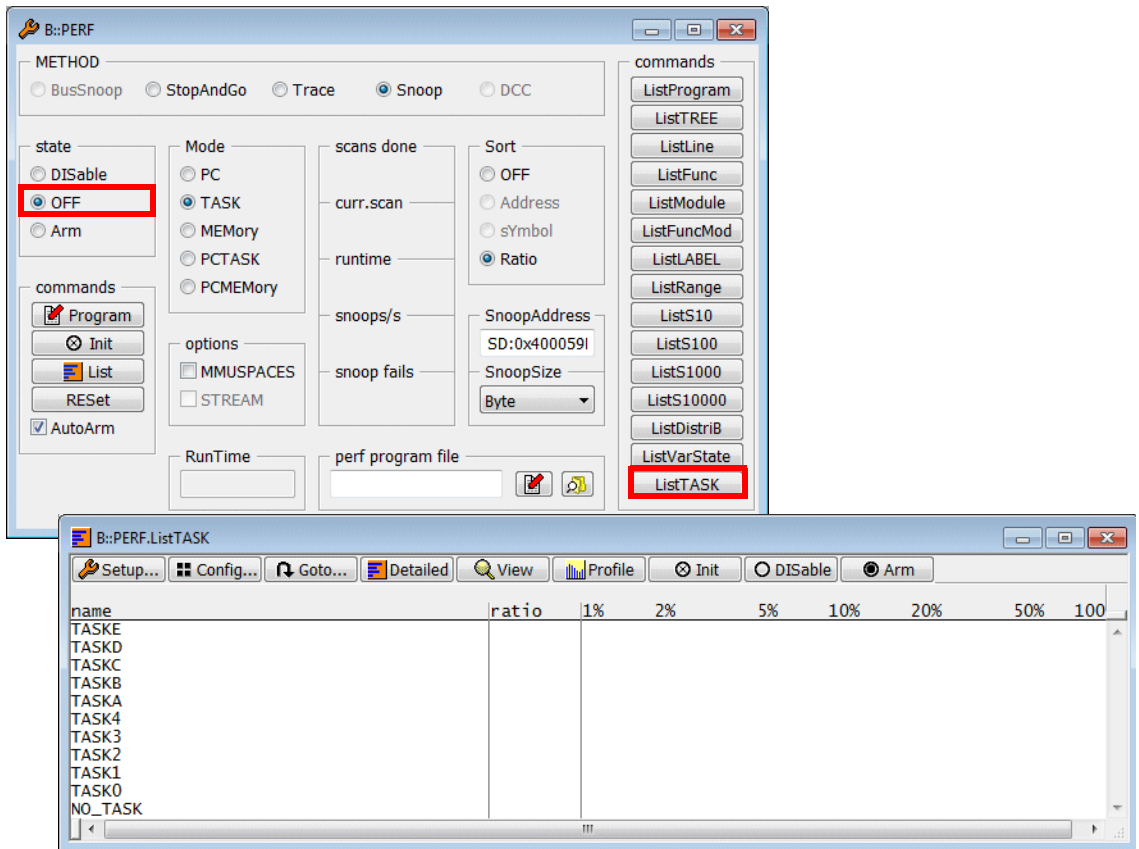 B::PERF
METHOD
BusSnoop StopAndGo Trace Snoop DCC
state
DISable
OFF
Arm
commands
Program
Init
List
RESet
AutoArm
Mode
PC
TASK
MEMory
PCTASK
PCMEMory
options
MMUSPACES
STREAM
RunTime
scans done
curr.scan
runtime
snoops/s
snoop fails
perf program file
Sort
OFF
Address
sYmbol
Ratio
SnoopAddress
SD:0x400059
SnoopSize
Byte
commands
ListProgram
ListTREE
ListLine
ListFunc
ListModule
ListFuncMod
ListLABEL
ListRange
ListS10
ListS100
ListS1000
ListS10000
ListDistriB
ListVarState
ListTASK
B::PERF.ListTASK
Setup... Config... Goto... Detailed View Profile Init DISable Arm
name ratio 1% 2% 5% 10% 20% 50% 100
TASKE
TASKD
TASKC
TASKB
TASKA
TASK4
TASK3
TASK2
TASK1
TASK0
NO_TASK